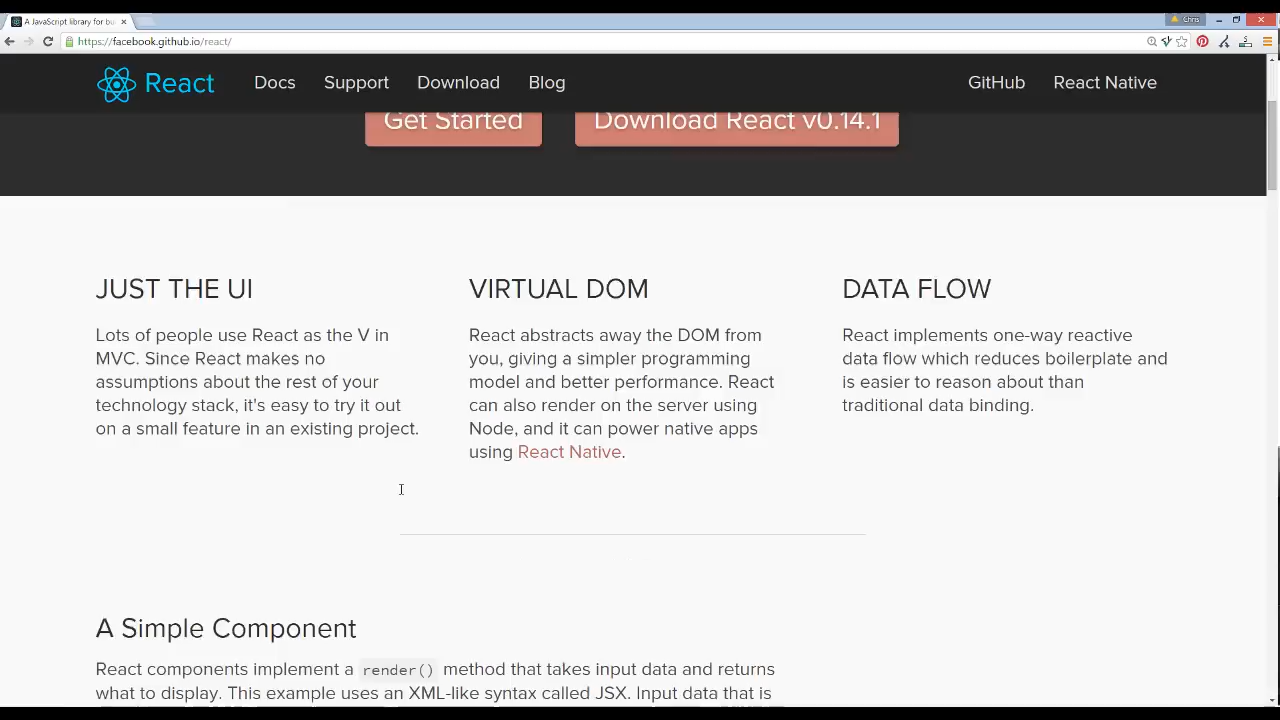 A JavaScript library for bu
Chris
https://facebook.github.io/react/
React Docs Support Download Blog GitHub React Native
Get Started Download React v0.14.1
JUST THE UI
Lots of people use React as the V in
MVC. Since React makes no
assumptions about the rest of your
technology stack, it's easy to try it out
on a small feature in an existing project.
VIRTUAL DOM
React abstracts away the DOM from
you, giving a simpler programming
model and better performance. React
can also render on the server using
Node, and it can power native apps
using React Native.
DATA FLOW
React implements one-way reactive
data flow which reduces boilerplate and
is easier to reason about than
traditional data binding.
A Simple Component
React components implement a render() method that takes input data and returns
what to display. This example uses an XML-like syntax called JSX. Input data that is